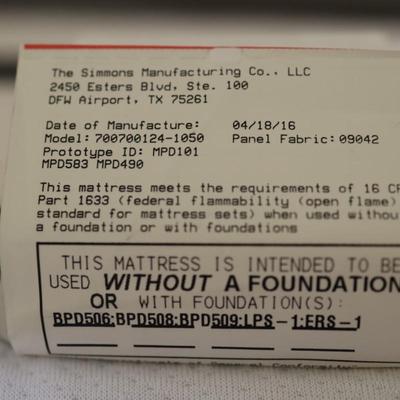 The Simmons Manufacturing Co., LLC
2450 Esters Blvd, Ste. 100
DFW Airport, TX 75261
Date of Manufacture: 04/18/16
Model: 700700124-1050 Panel Fabric: 09042
Prototype ID: MPD101
MPD583 MPD490
This mattress meets the requirements of 16 CF
Part 1633 (federal flammability (open flame)
standard for mattress sets) when used withou
a foundation or with foundations
THIS MATTRESS IS INTENDED TO BE
USED WITHOUT A FOUNDATION
OR WITH FOUNDATION(S):
BPD506:BPD508:BPD509:LPS-1:ERS-1